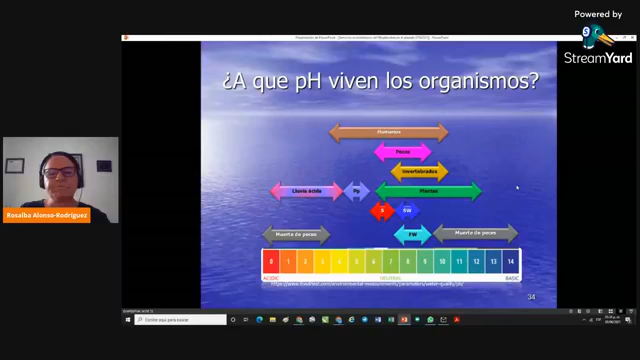 Powered by
StreamYard
¿A que pH viven los organismos?
Humanos
Peces
Invertebrados
Lluvia ácida
Pp
Plantas
S
SW
Muerte de peces
FW
Muerte de peces
0 1 2 3 4 5 6 7 8 9 10 11 12 13 14
ACIDIC NEUTRAL BASIC
34
Rosalba Alonso-Rodríguez
Escribe aquí para buscar